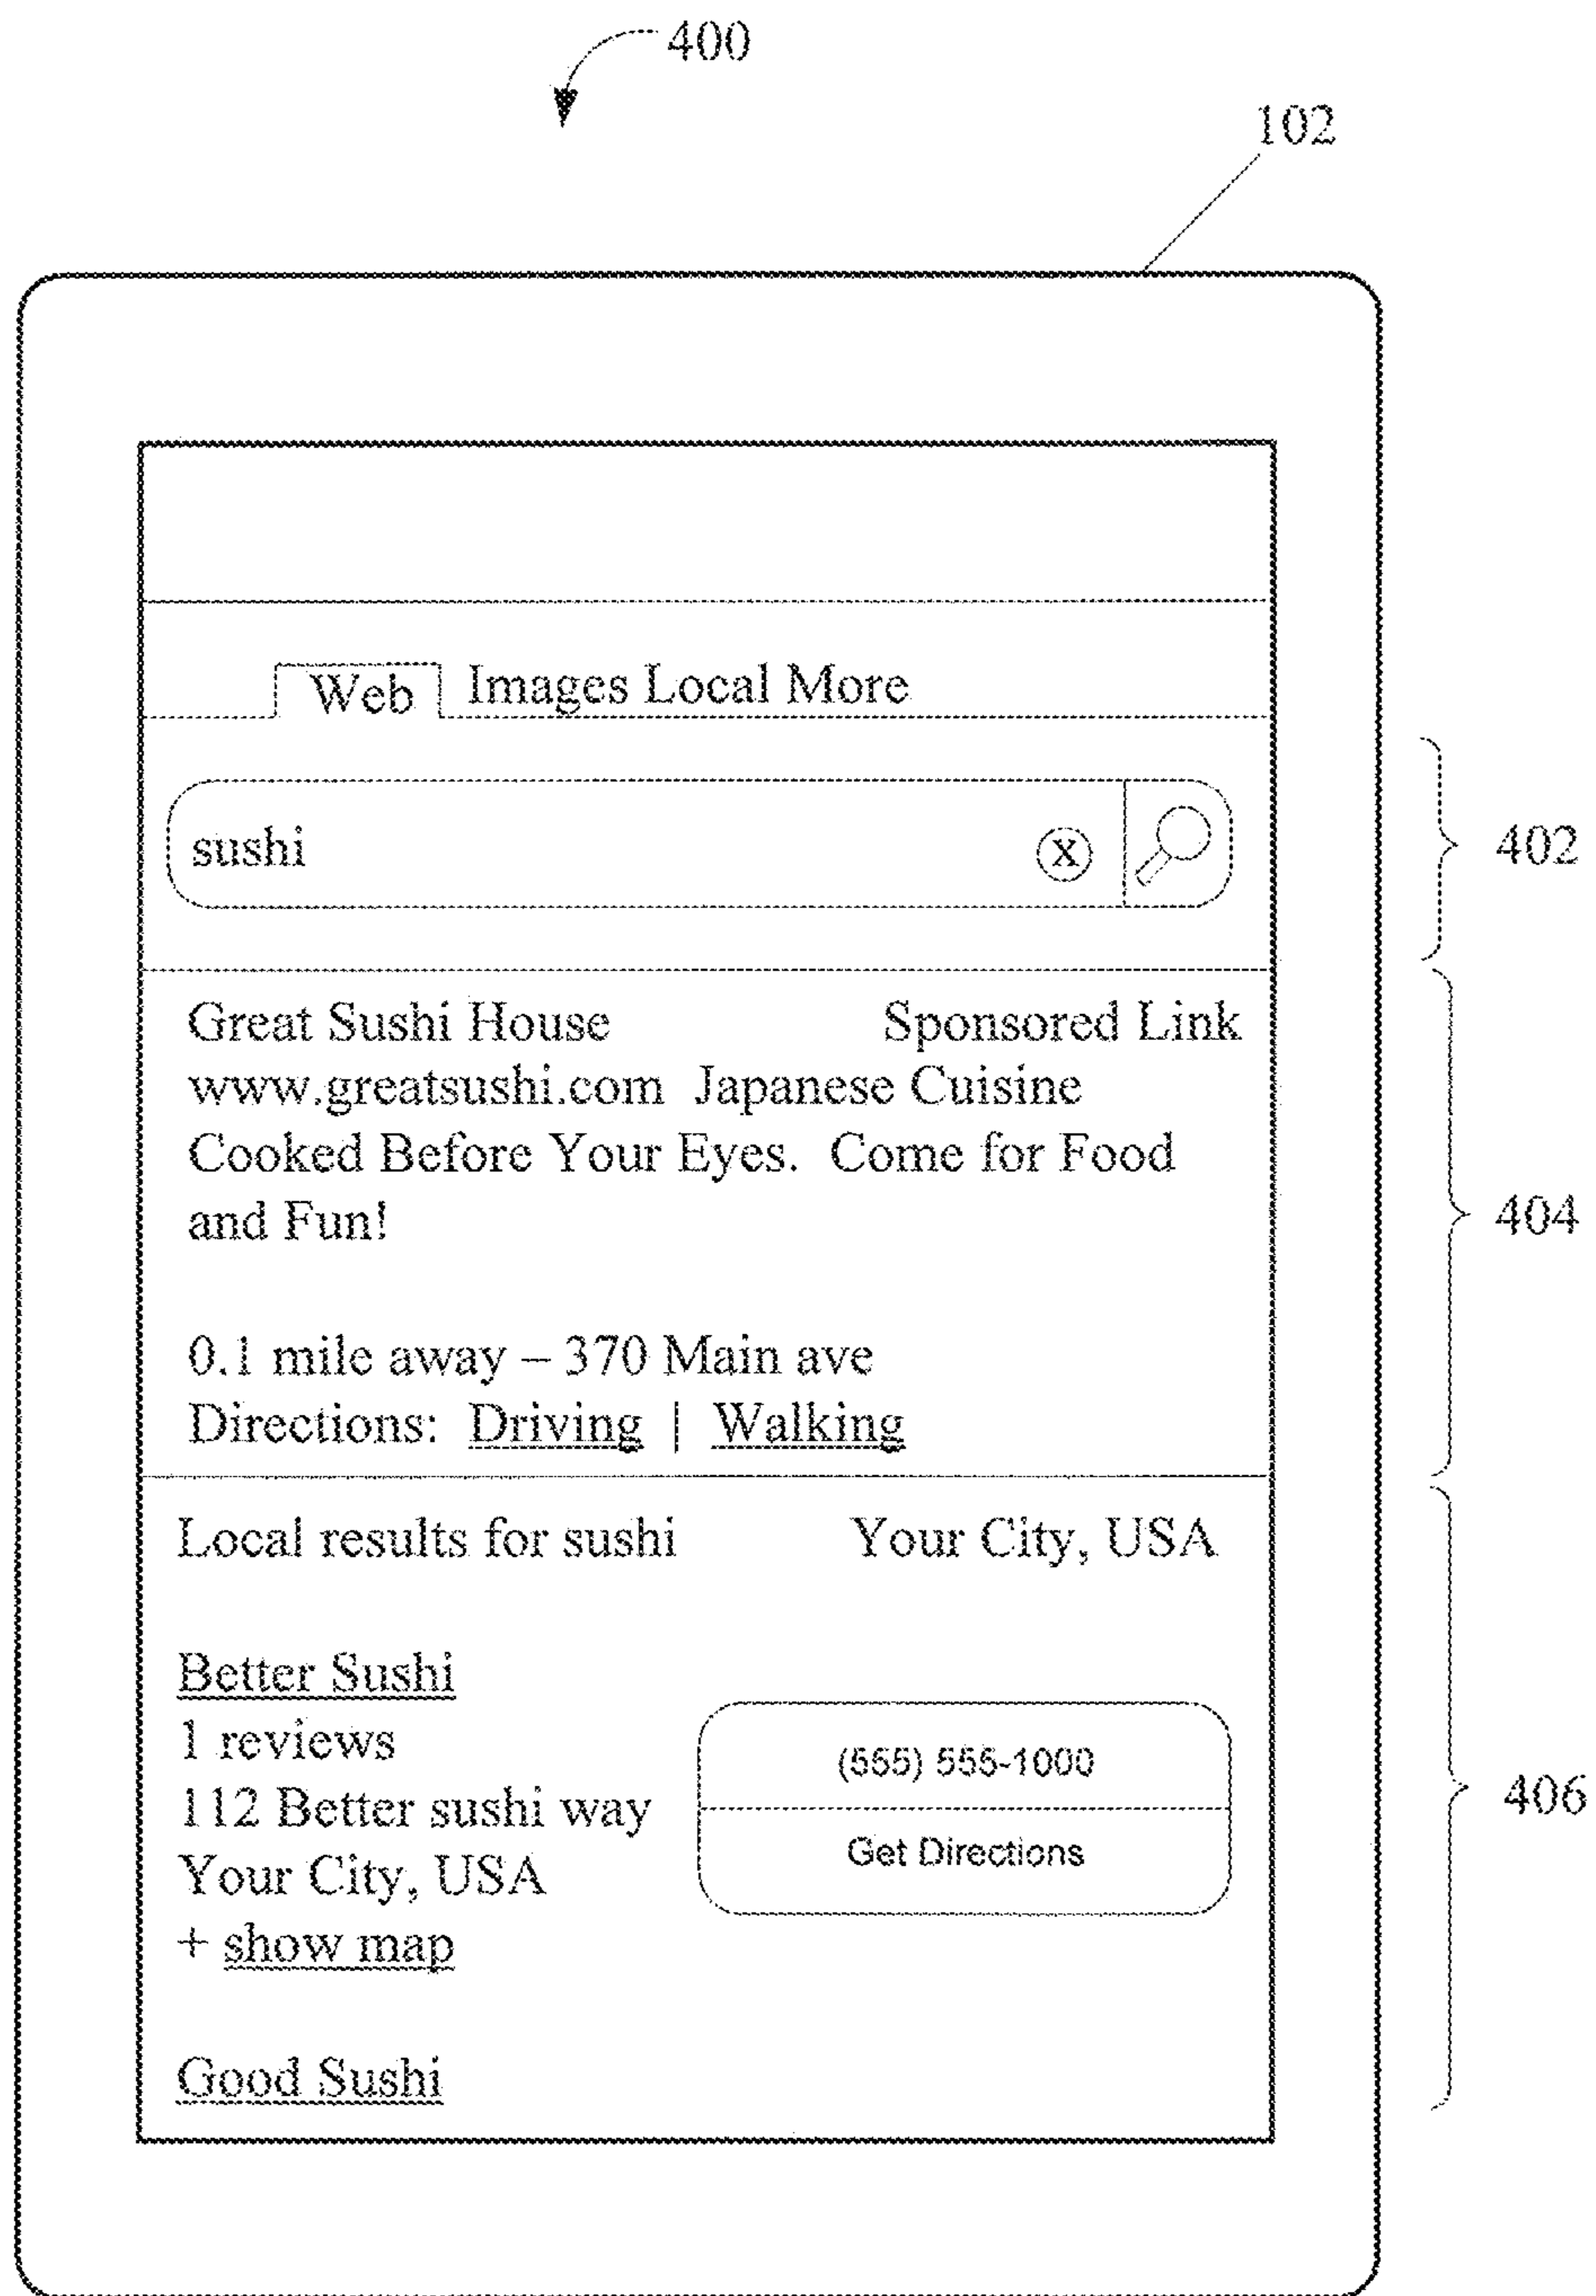 400
102
Web Images Local More
sushi X
402
Great Sushi House Sponsored Link
www.greatsushi.com Japanese Cuisine
Cooked Before Your Eyes. Come for Food
and Fun!
404
0.1 mile away – 370 Main ave
Directions: Driving | Walking
Local results for sushi Your City, USA
Better Sushi
1 reviews
(555) 555-1000
112 Better sushi way
406
Get Directions
Your City, USA
+ show map
Good Sushi